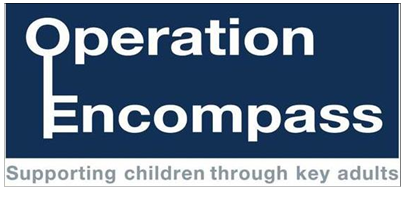 Operation
Encompass
Supporting children through key adults